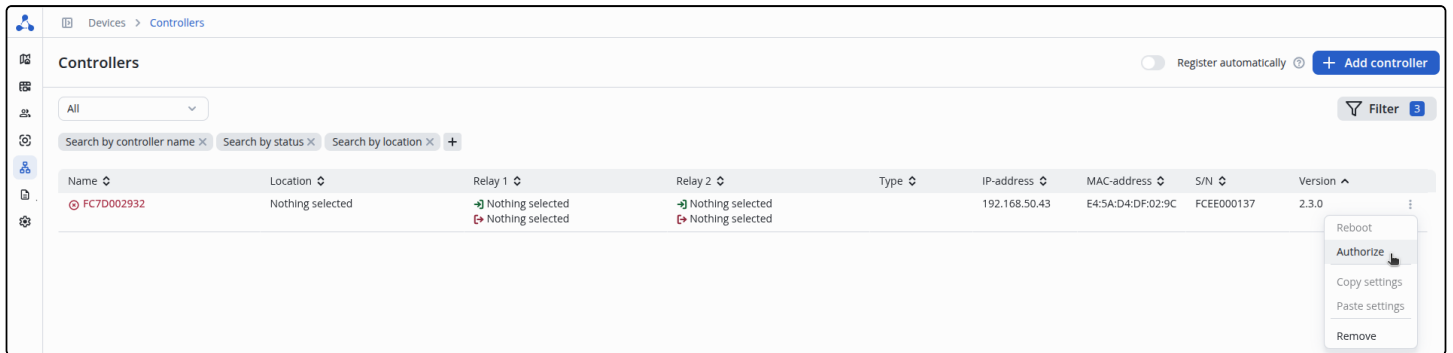 Devices > Controllers
Controllers
Register automatically
+ Add controller
All
Filter 3
Search by controller name × Search by status × Search by location × +
Name Location Relay 1 Relay 2 Type IP-address MAC-address S/N Version
FC7D002932 Nothing selected Nothing selected Nothing selected 192.168.50.43 E4:5A:D4:DF:02:9C FCEE000137 2.3.0
Nothing selected Nothing selected
Reboot
Authorize
Copy settings
Paste settings
Remove